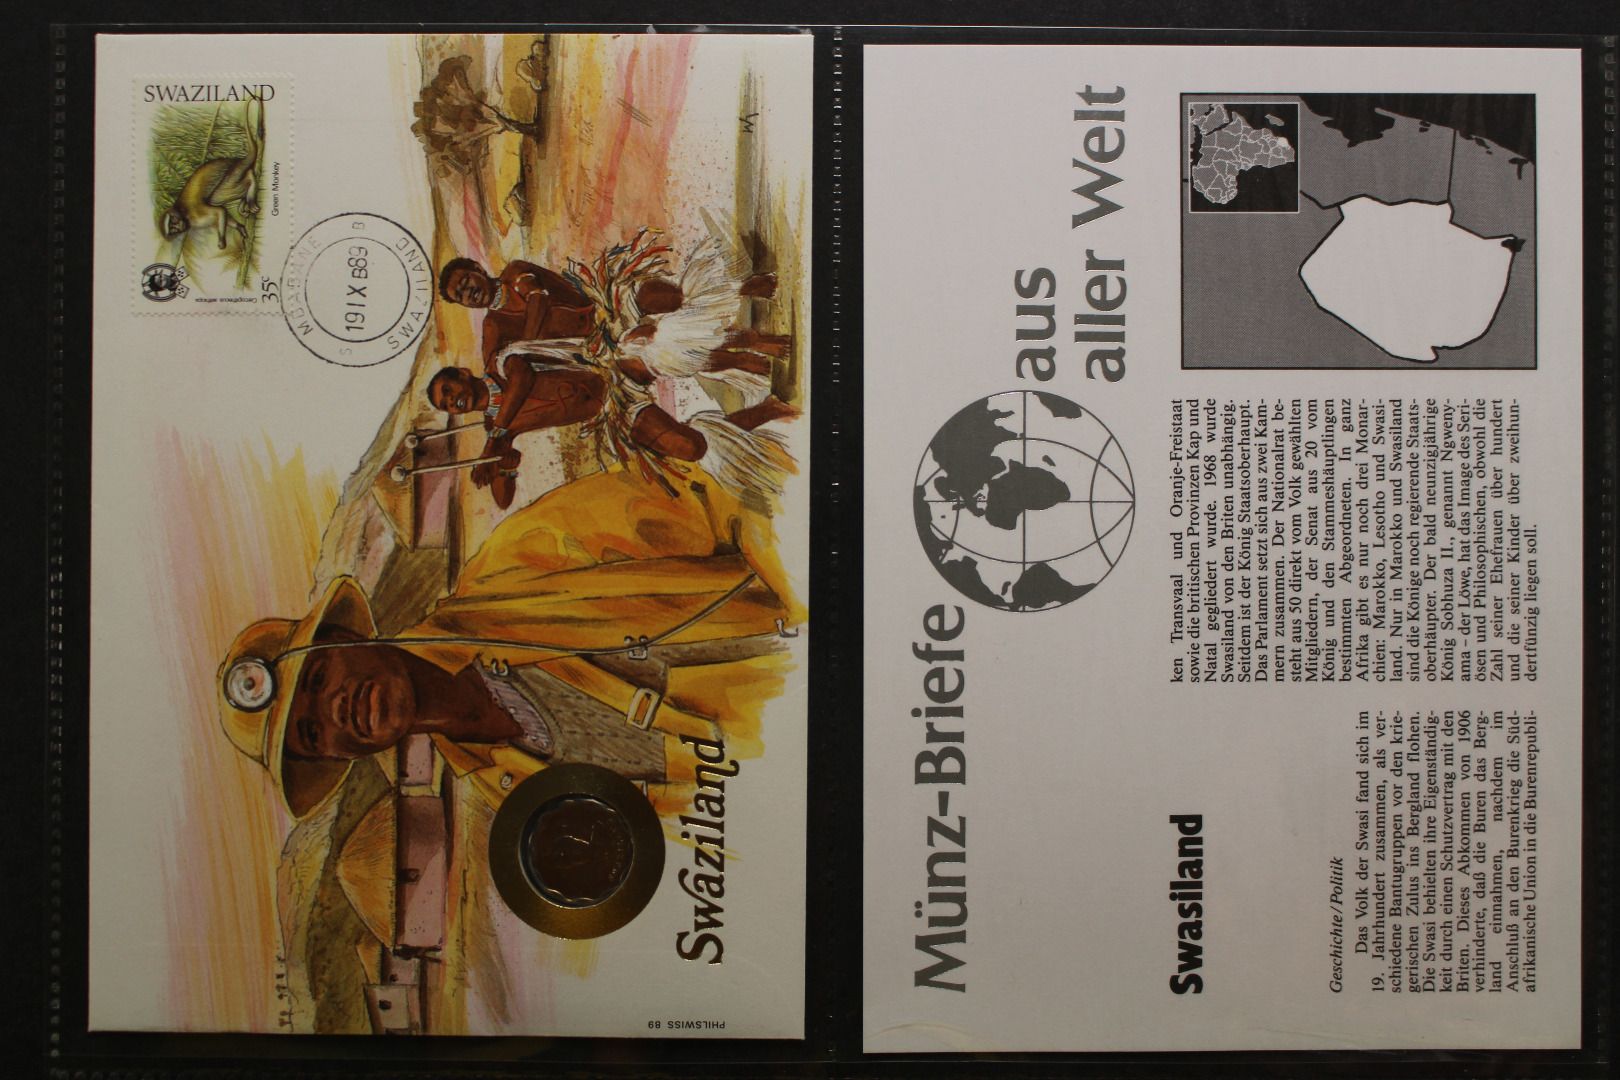 SWAZILAND
Green Monkey
Cercopithecus aethiops
35c
MBABANE
B
19 IX 89
S
SWAZILAND
Swaziland
PHILSWISS 89
Münz-Briefe aus
aller Welt
Swasiland
Geschichte/Politik
Das Volk der Swasi fand sich im
19. Jahrhundert zusammen, als ver-
schiedene Bantugruppen vor den krie-
gerischen Zulus ins Bergland flohen.
Die Swasi behielten ihre Eigenständig-
keit durch einen Schutzvertrag mit den
Briten. Dieses Abkommen von 1906
verhinderte, daß die Buren das Berg-
land einnahmen, nachdem im
Anschluß an den Burenkrieg die Süd-
afrikanische Union in die Burenrepubli-
ken Transvaal und Oranje-Freistaat
sowie die britischen Provinzen Kap und
Natal gegliedert wurde. 1968 wurde
Swasiland von den Briten unabhängig.
Seitdem ist der König Staatsoberhaupt.
Das Parlament setzt sich aus zwei Kam-
mern zusammen. Der Nationalrat be-
steht aus 50 direkt vom Volk gewählten
Mitgliedern, der Senat aus 20 vom
König und den Stammeshäuptlingen
bestimmten Abgeordneten. In ganz
Afrika gibt es nur noch drei Monar-
chien: Marokko, Lesotho und Swasi-
land. Nur in Marokko und Swasiland
sind die Könige noch regierende Staats-
oberhäupter. Der bald neunzigjährige
König Sobhuza II., genannt Ngweny-
ama - der Löwe, hat das Image des Seri-
ösen und Philosophischen, obwohl die
Zahl seiner Ehefrauen über hundert
und die seiner Kinder über zweihun-
dertfünfzig liegen soll.